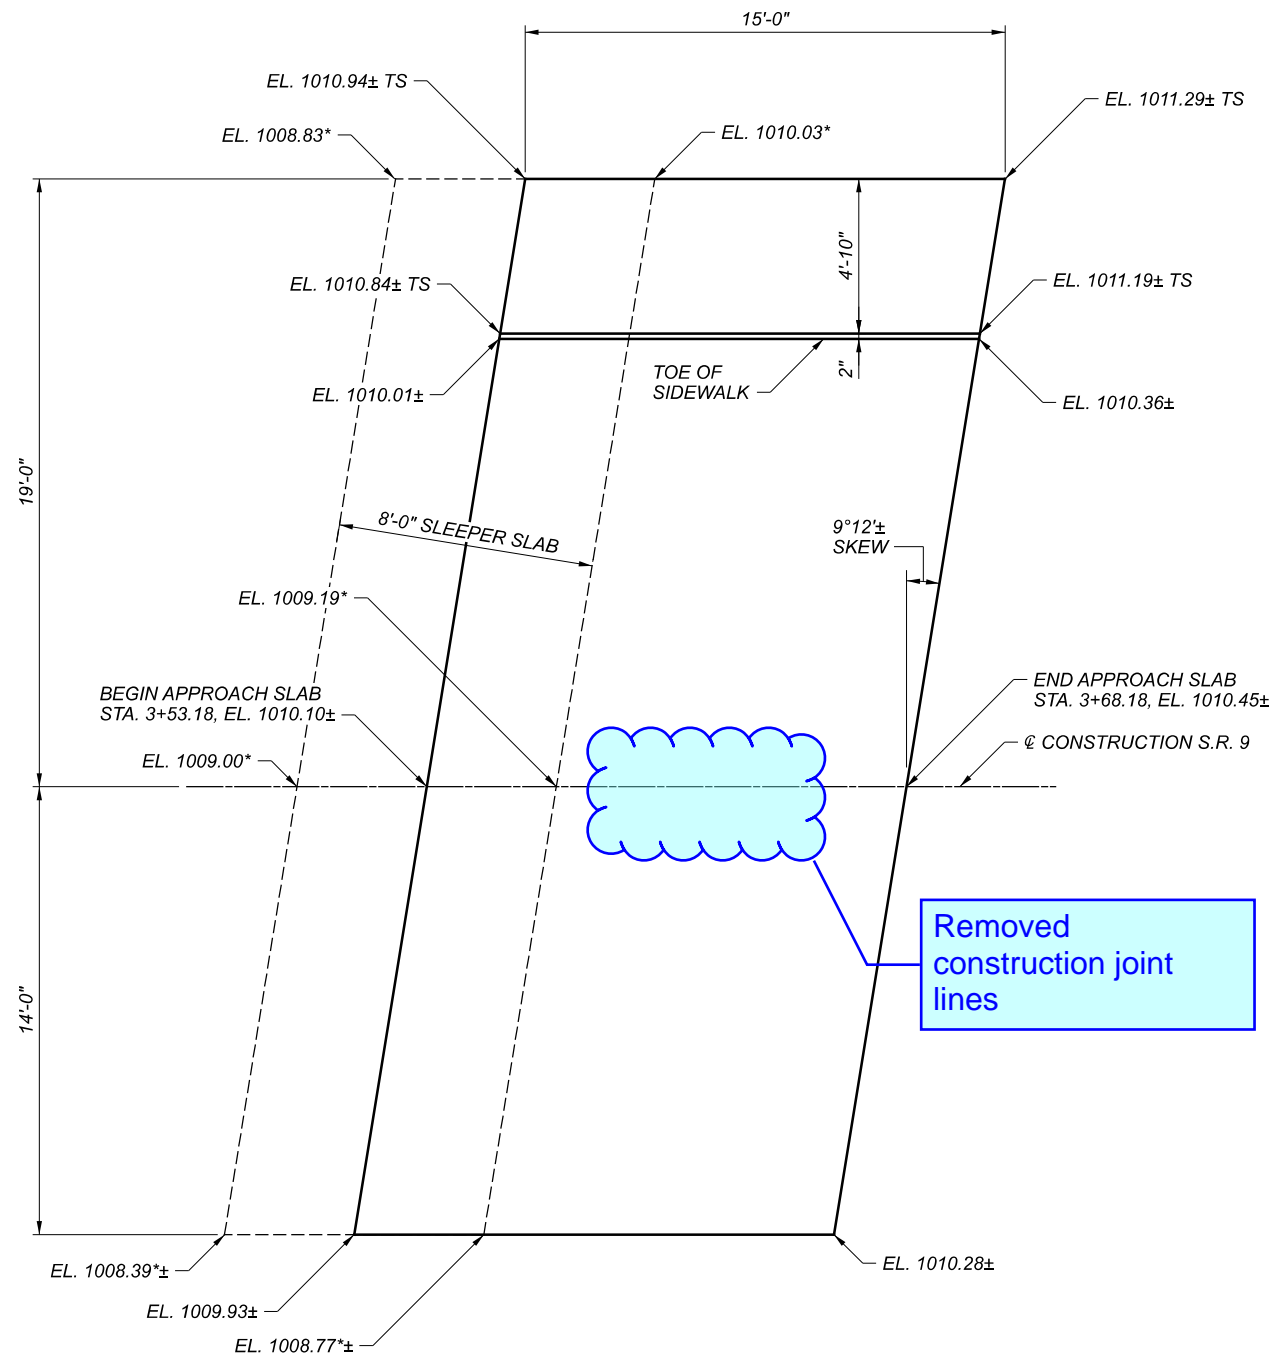 15'-0"
EL. 1010.94± TS
EL. 1011.29± TS
EL. 1008.83*
EL. 1010.03*
4'-10"
EL. 1010.84± TS
EL. 1011.19± TS
TOE OF
SIDEWALK
2"
EL. 1010.01±
EL. 1010.36±
19'-0"
8'-0" SLEEPER SLAB
9°12'±
SKEW
EL. 1009.19*
BEGIN APPROACH SLAB
STA. 3+53.18, EL. 1010.10±
END APPROACH SLAB
STA. 3+68.18, EL. 1010.45±
℄ CONSTRUCTION S.R. 9
EL. 1009.00*
Removed
construction joint
lines
14'-0"
EL. 1008.39*±
EL. 1010.28±
EL. 1009.93±
EL. 1008.77*±